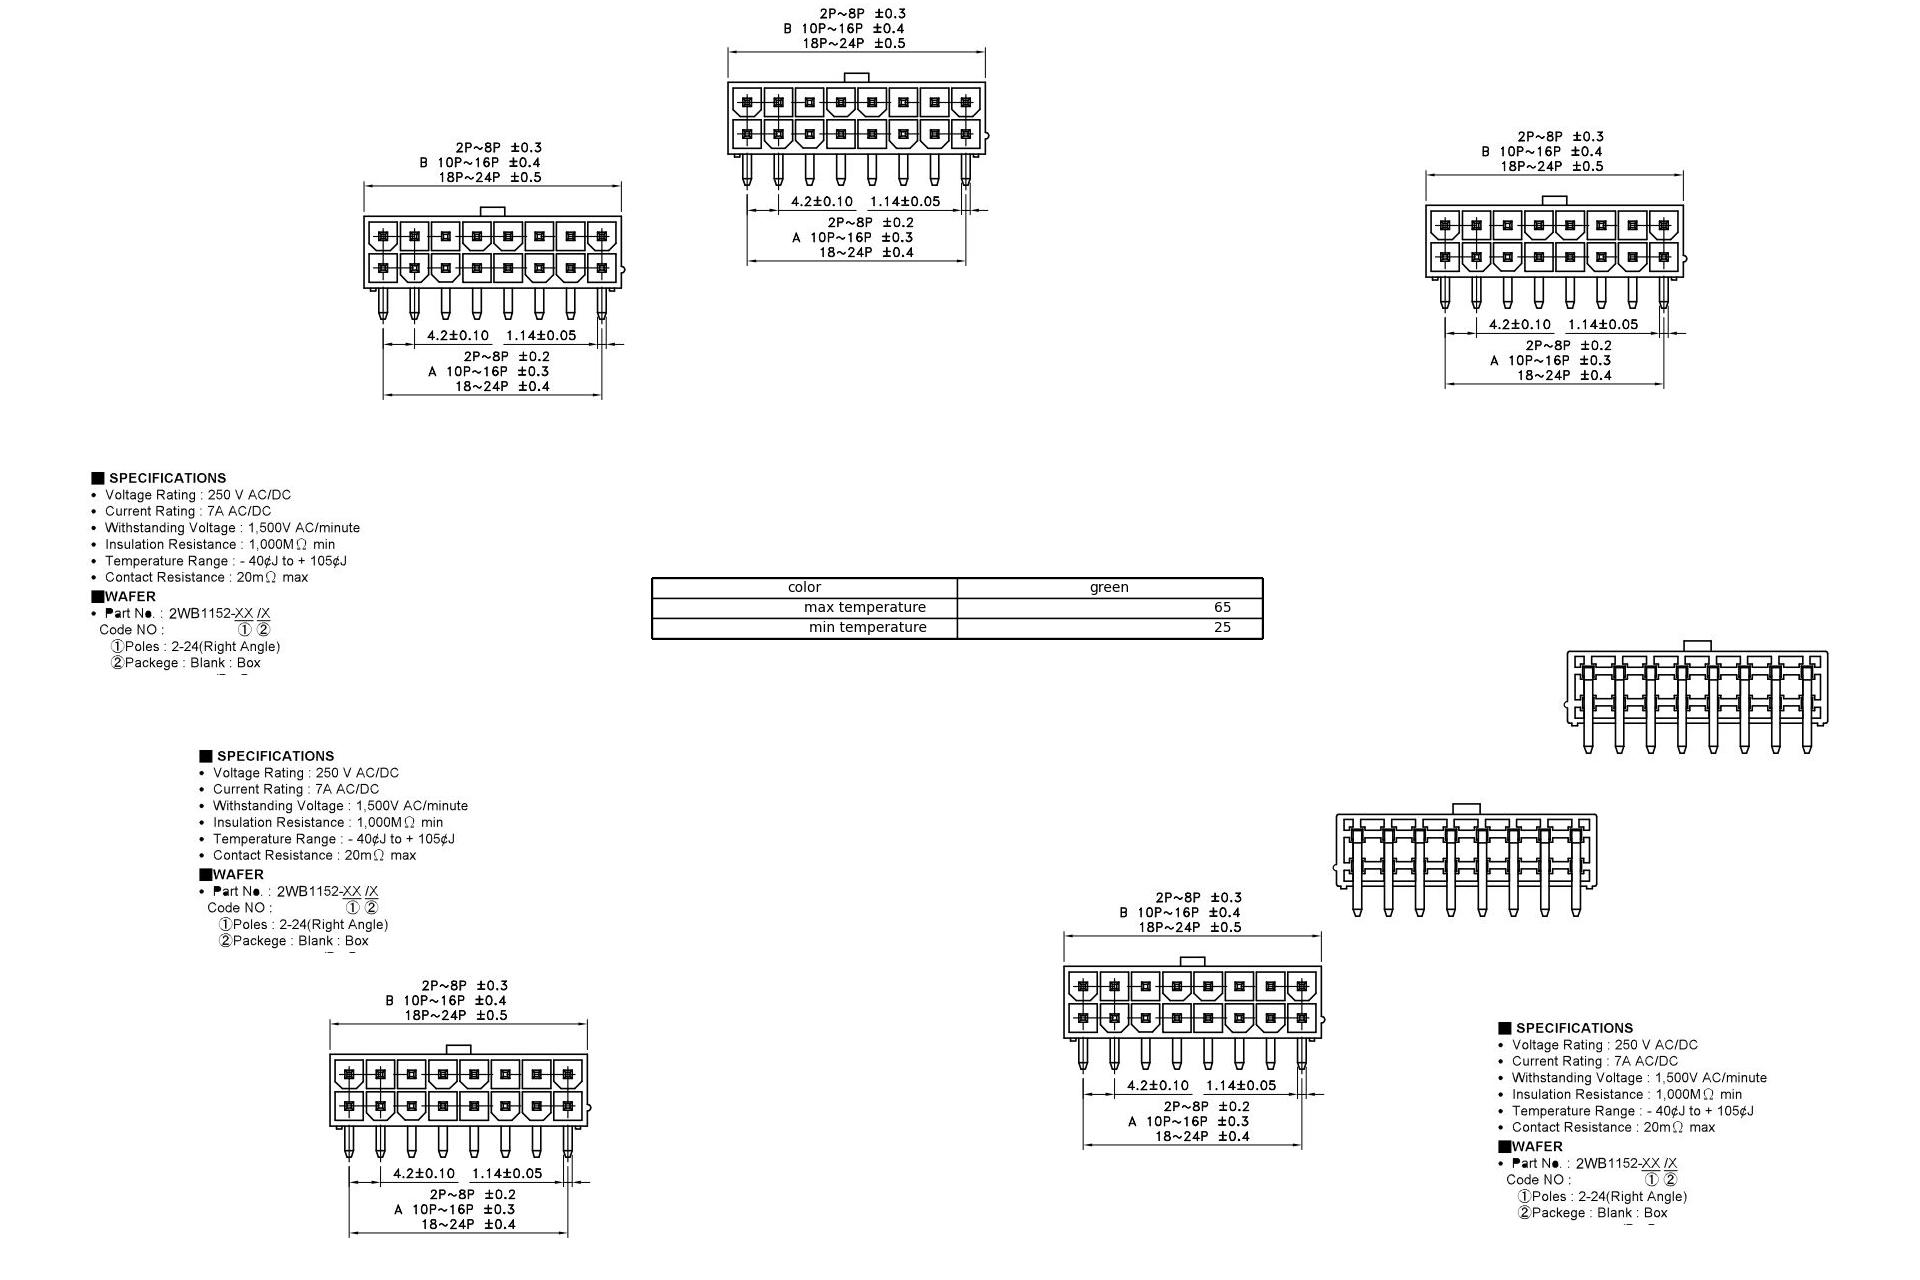 2P~8P ±0.3
B 10P~16P ±0.4
18P~24P ±0.5
4.2±0.10 1.14±0.05
2P~8P ±0.2
A 10P~16P ±0.3
18~24P ±0.4
2P~8P ±0.3
B 10P~16P ±0.4
18P~24P ±0.5
4.2±0.10 1.14±0.05
2P~8P ±0.2
A 10P~16P ±0.3
18~24P ±0.4
2P~8P ±0.3
B 10P~16P ±0.4
18P~24P ±0.5
4.2±0.10 1.14±0.05
2P~8P ±0.2
A 10P~16P ±0.3
18~24P ±0.4
■ SPECIFICATIONS
• Voltage Rating : 250 V AC/DC
• Current Rating : 7A AC/DC
• Withstanding Voltage : 1,500V AC/minute
• Insulation Resistance : 1,000MΩ min
• Temperature Range : - 40¢J to + 105¢J
• Contact Resistance : 20mΩ max
■WAFER
• Part No. : 2WB1152-XX /X
Code NO : ① ②
①Poles : 2-24(Right Angle)
②Packege : Blank : Box
color green
max temperature 65
min temperature 25
■ SPECIFICATIONS
• Voltage Rating : 250 V AC/DC
• Current Rating : 7A AC/DC
• Withstanding Voltage : 1,500V AC/minute
• Insulation Resistance : 1,000MΩ min
• Temperature Range : - 40¢J to + 105¢J
• Contact Resistance : 20mΩ max
■WAFER
• Part No. : 2WB1152-XX /X
Code NO : ① ②
①Poles : 2-24(Right Angle)
②Packege : Blank : Box
2P~8P ±0.3
B 10P~16P ±0.4
18P~24P ±0.5
4.2±0.10 1.14±0.05
2P~8P ±0.2
A 10P~16P ±0.3
18~24P ±0.4
2P~8P ±0.3
B 10P~16P ±0.4
18P~24P ±0.5
4.2±0.10 1.14±0.05
2P~8P ±0.2
A 10P~16P ±0.3
18~24P ±0.4
■ SPECIFICATIONS
• Voltage Rating : 250 V AC/DC
• Current Rating : 7A AC/DC
• Withstanding Voltage : 1,500V AC/minute
• Insulation Resistance : 1,000MΩ min
• Temperature Range : - 40¢J to + 105¢J
• Contact Resistance : 20mΩ max
■WAFER
• Part No. : 2WB1152-XX /X
Code NO : ① ②
①Poles : 2-24(Right Angle)
②Packege : Blank : Box